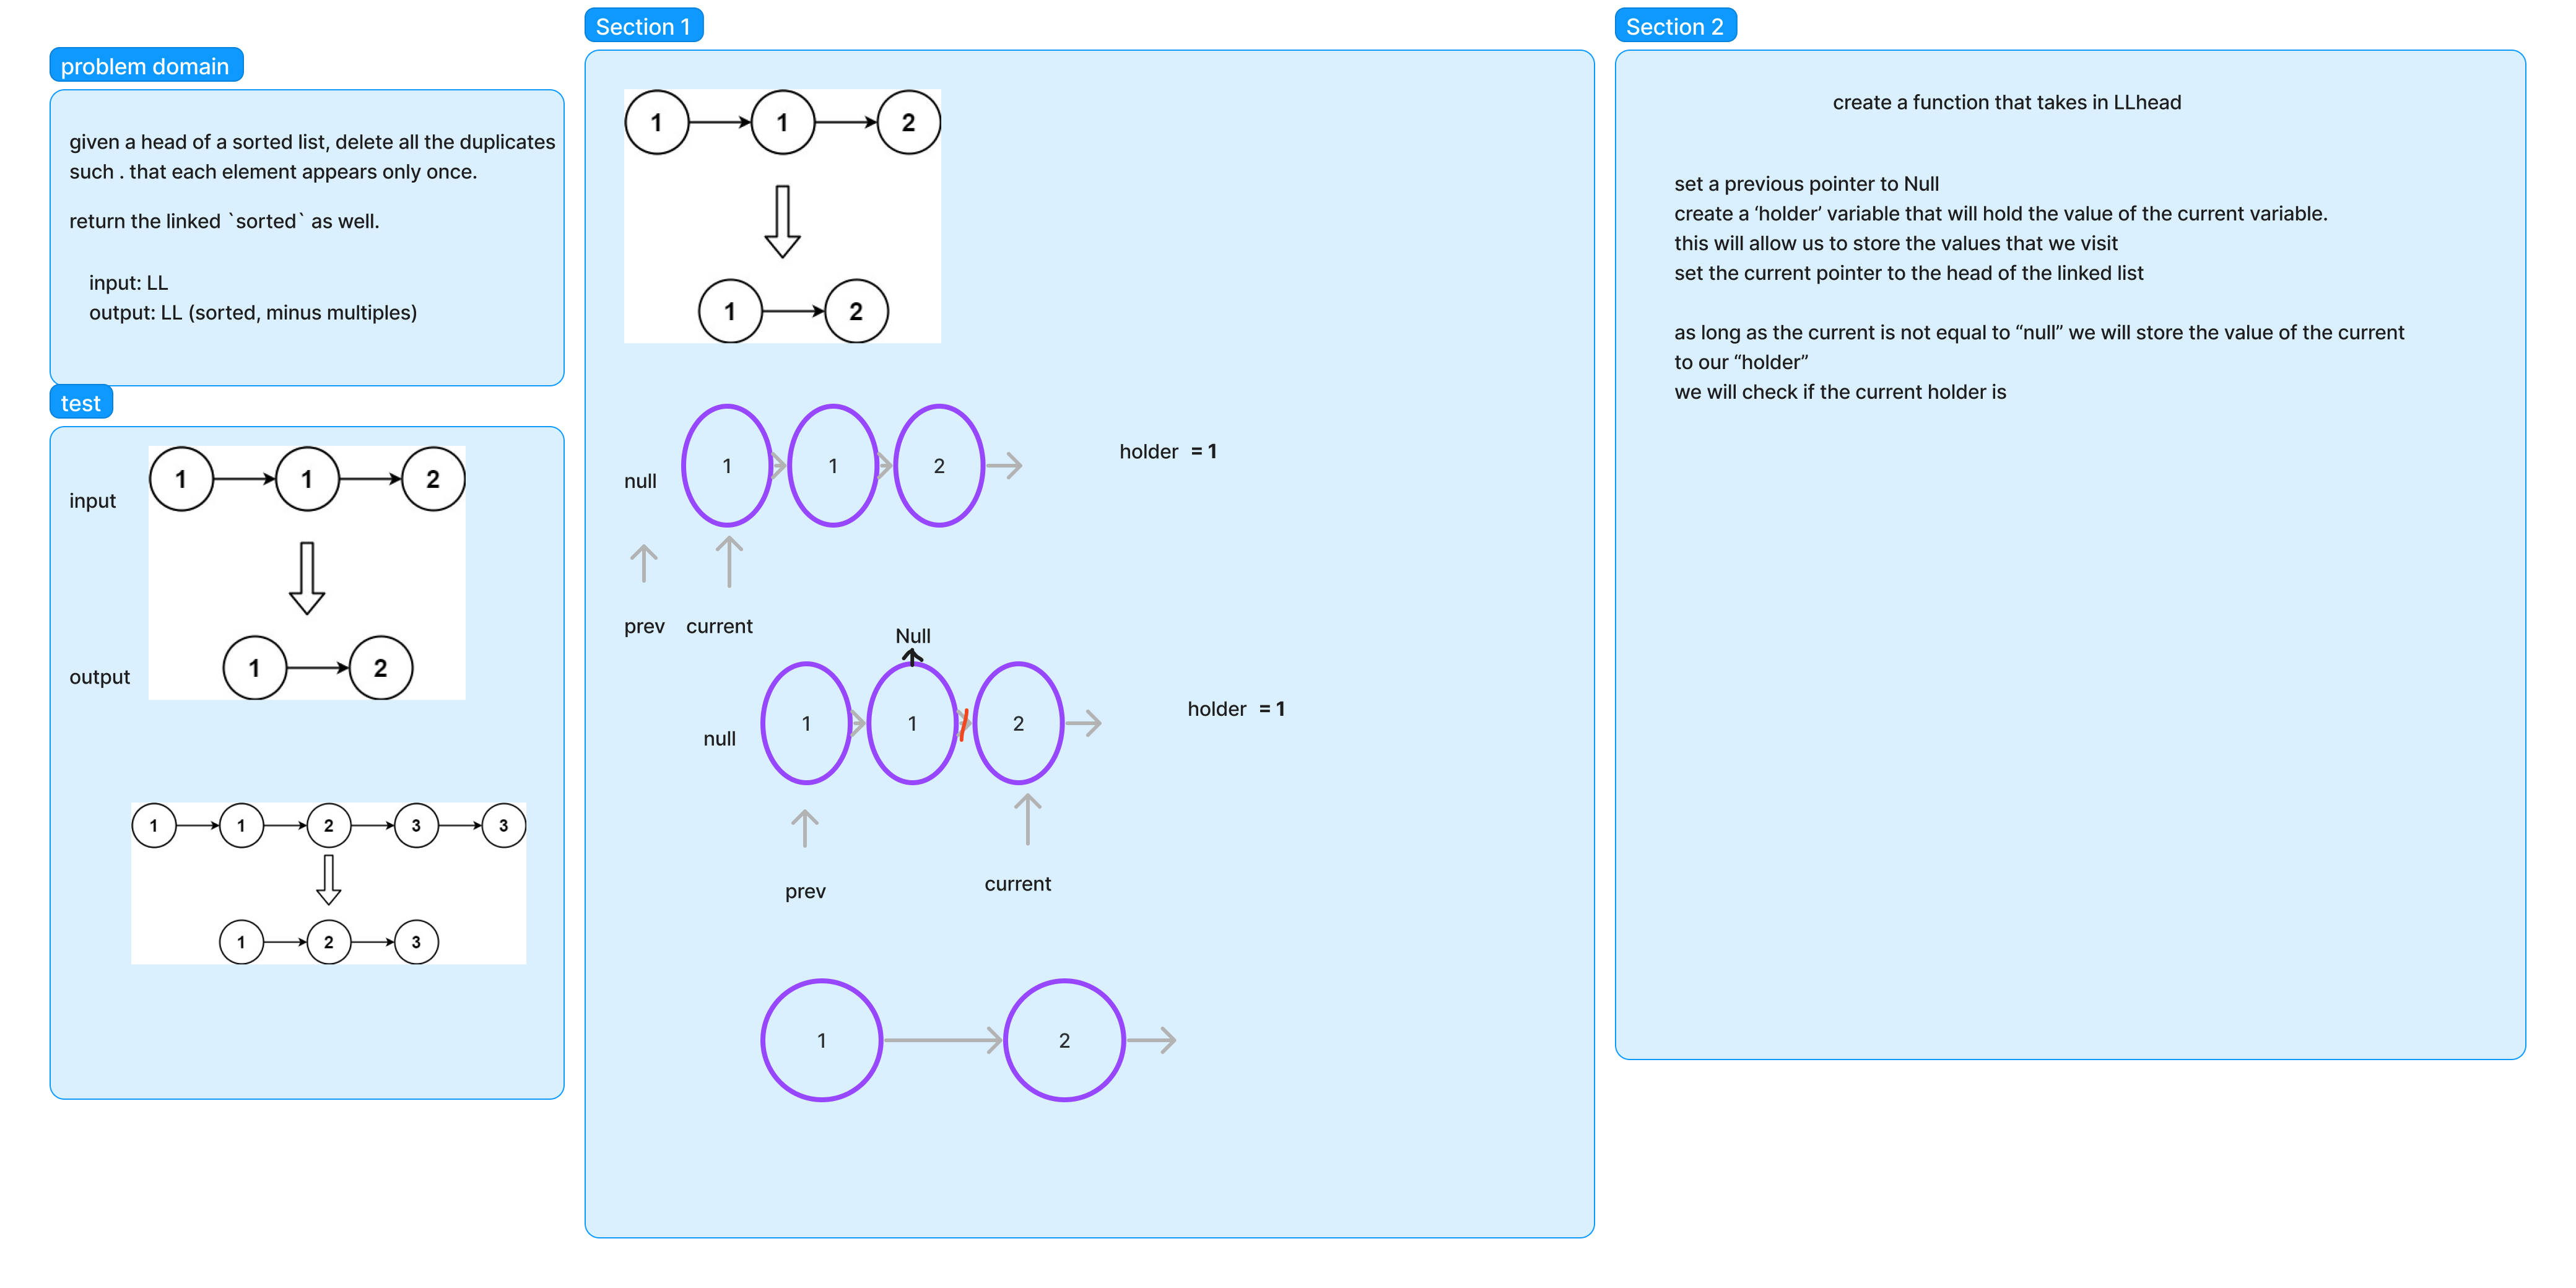 problem domain
given a head of a sorted list, delete all the duplicates
such . that each element appears only once.
return the linked `sorted` as well.
input: LL
output: LL (sorted, minus multiples)
test
input
1 1 2
output
1 2
1 1 2 3 3
1 2 3
Section 1
1 1 2
1 2
null 1 1 2
holder = 1
prev current
Null
null 1 1 2
holder = 1
prev current
1 2
Section 2
create a function that takes in LLhead
set a previous pointer to Null
create a ‘holder’ variable that will hold the value of the current variable.
this will allow us to store the values that we visit
set the current pointer to the head of the linked list
as long as the current is not equal to “null” we will store the value of the current
to our “holder”
we will check if the current holder is